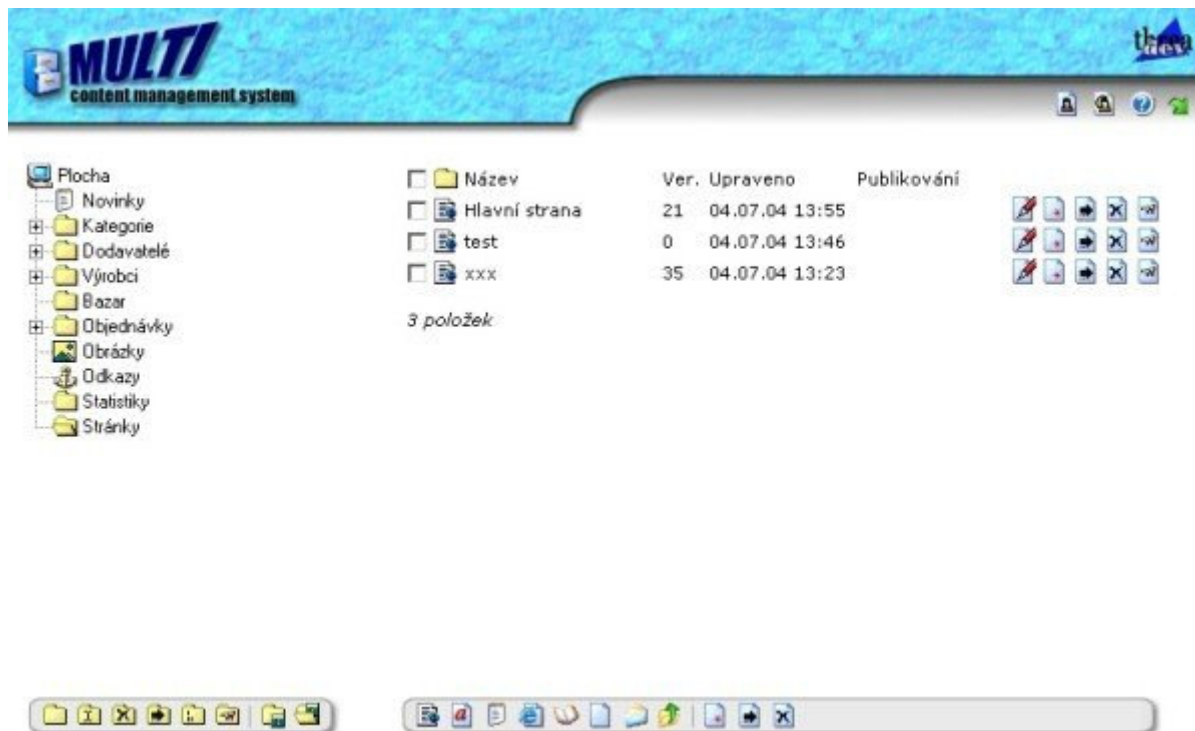 MULTI
content management system
Plocha
Novinky
Kategorie
Dodavatelé
Výrobci
Bazar
Objednávky
Obrázky
Odkazy
Statistiky
Stránky
Název Ver. Upraveno Publikování
Hlavní strana 21 04.07.04 13:55
test 0 04.07.04 13:46
xxx 35 04.07.04 13:23
3 položek